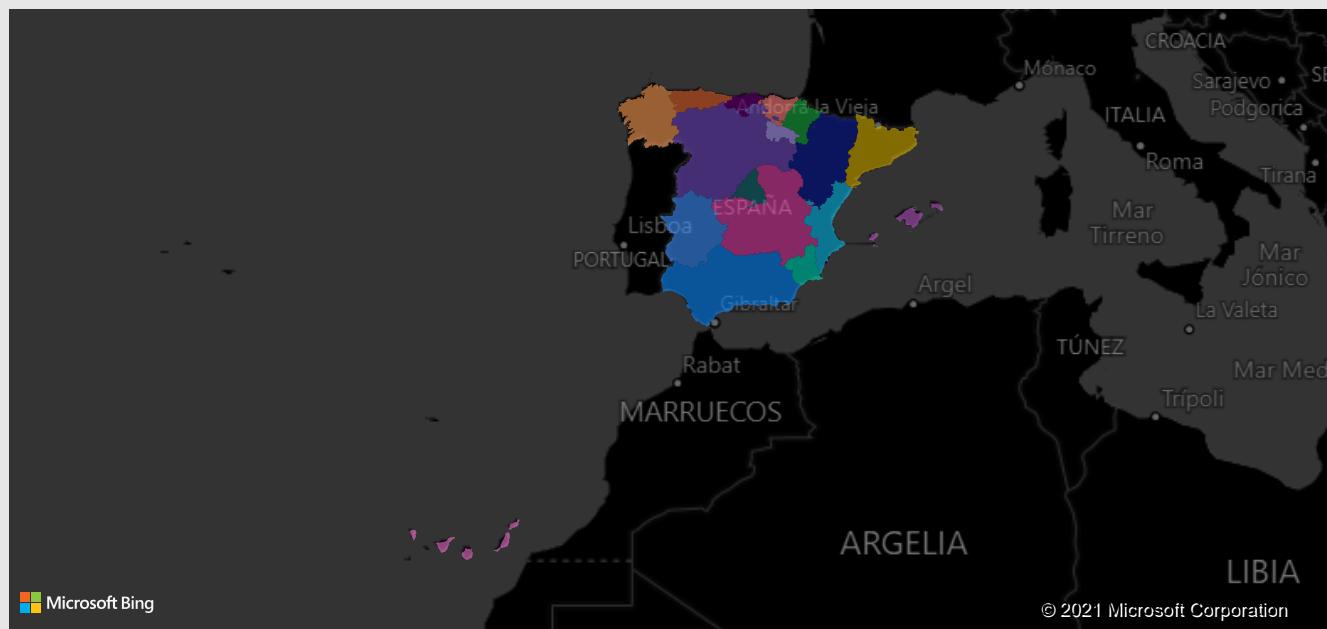 CROACIA
Mónaco
Sarajevo
SE
Podgorica
Andorra la Vieja
ITALIA
Roma
Tirana
ESPAÑA
Lisboa
Mar
Tirreno
PORTUGAL
Mar
Jónico
Argel
Gibraltar
La Valeta
TÚNEZ
Rabat
Mar Med
MARRUECOS
Trípoli
ARGELIA
LIBIA
Microsoft Bing
© 2021 Microsoft Corporation